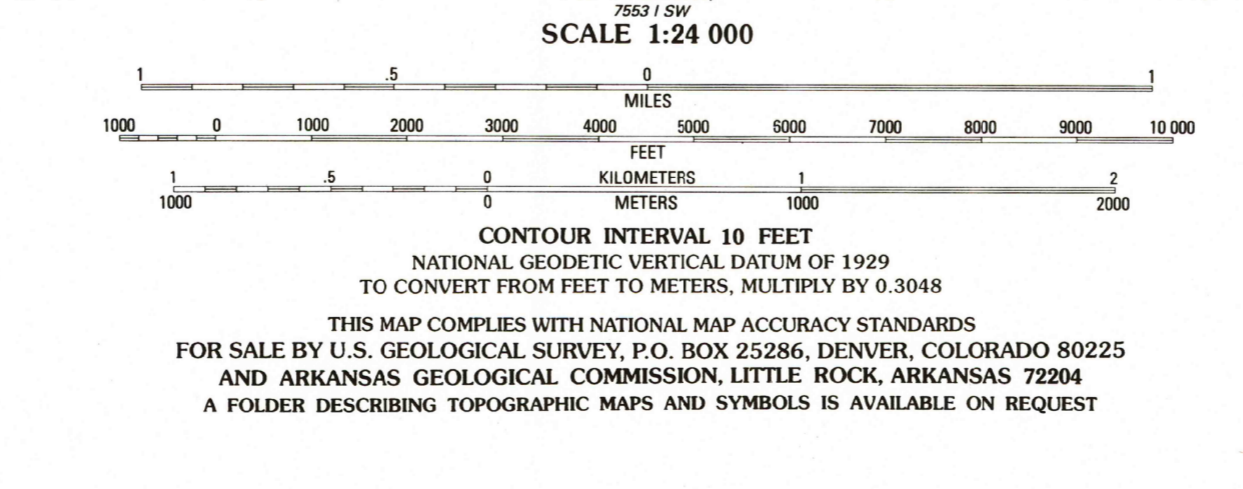 7553 I SW
SCALE 1:24 000
1 .5 0 1
MILES
1000 0 1000 2000 3000 4000 5000 6000 7000 8000 9000 10 000
FEET
1 .5 0 KILOMETERS 1 2
1000 0 METERS 1000 2000
CONTOUR INTERVAL 10 FEET
NATIONAL GEODETIC VERTICAL DATUM OF 1929
TO CONVERT FROM FEET TO METERS, MULTIPLY BY 0.3048
THIS MAP COMPLIES WITH NATIONAL MAP ACCURACY STANDARDS
FOR SALE BY U.S. GEOLOGICAL SURVEY, P.O. BOX 25286, DENVER, COLORADO 80225
AND ARKANSAS GEOLOGICAL COMMISSION, LITTLE ROCK, ARKANSAS 72204
A FOLDER DESCRIBING TOPOGRAPHIC MAPS AND SYMBOLS IS AVAILABLE ON REQUEST